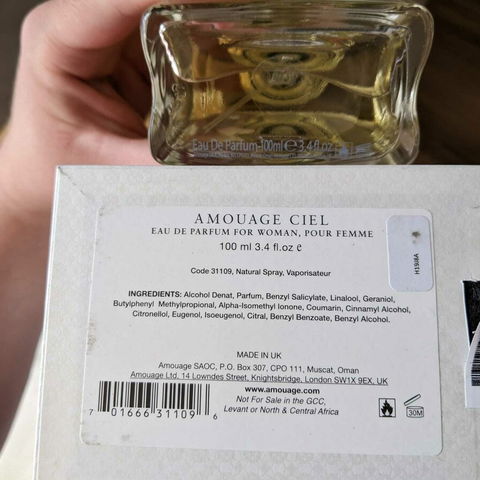 Eau De Parfum-100ml℮3.4fl.oz
AMOUAGE CIEL
EAU DE PARFUM FOR WOMAN, POUR FEMME
100 ml 3.4 fl.oz ℮
H19I8A
Code 31109, Natural Spray, Vaporisateur
INGREDIENTS: Alcohol Denat, Parfum, Benzyl Salicylate, Linalool, Geraniol,
Butylphenyl Methylpropional, Alpha-Isomethyl Ionone, Coumarin, Cinnamyl Alcohol,
Citronellol, Eugenol, Isoeugenol, Citral, Benzyl Benzoate, Benzyl Alcohol.
MADE IN UK
Amouage SAOC, P.O. Box 307, CPO 111, Muscat, Oman
Amouage Ltd, 14 Lowndes Street, Knightsbridge, London SW1X 9EX, UK
www.amouage.com
Not For Sale in the GCC,
Levant or North & Central Africa
7 01666 31109 6
30M